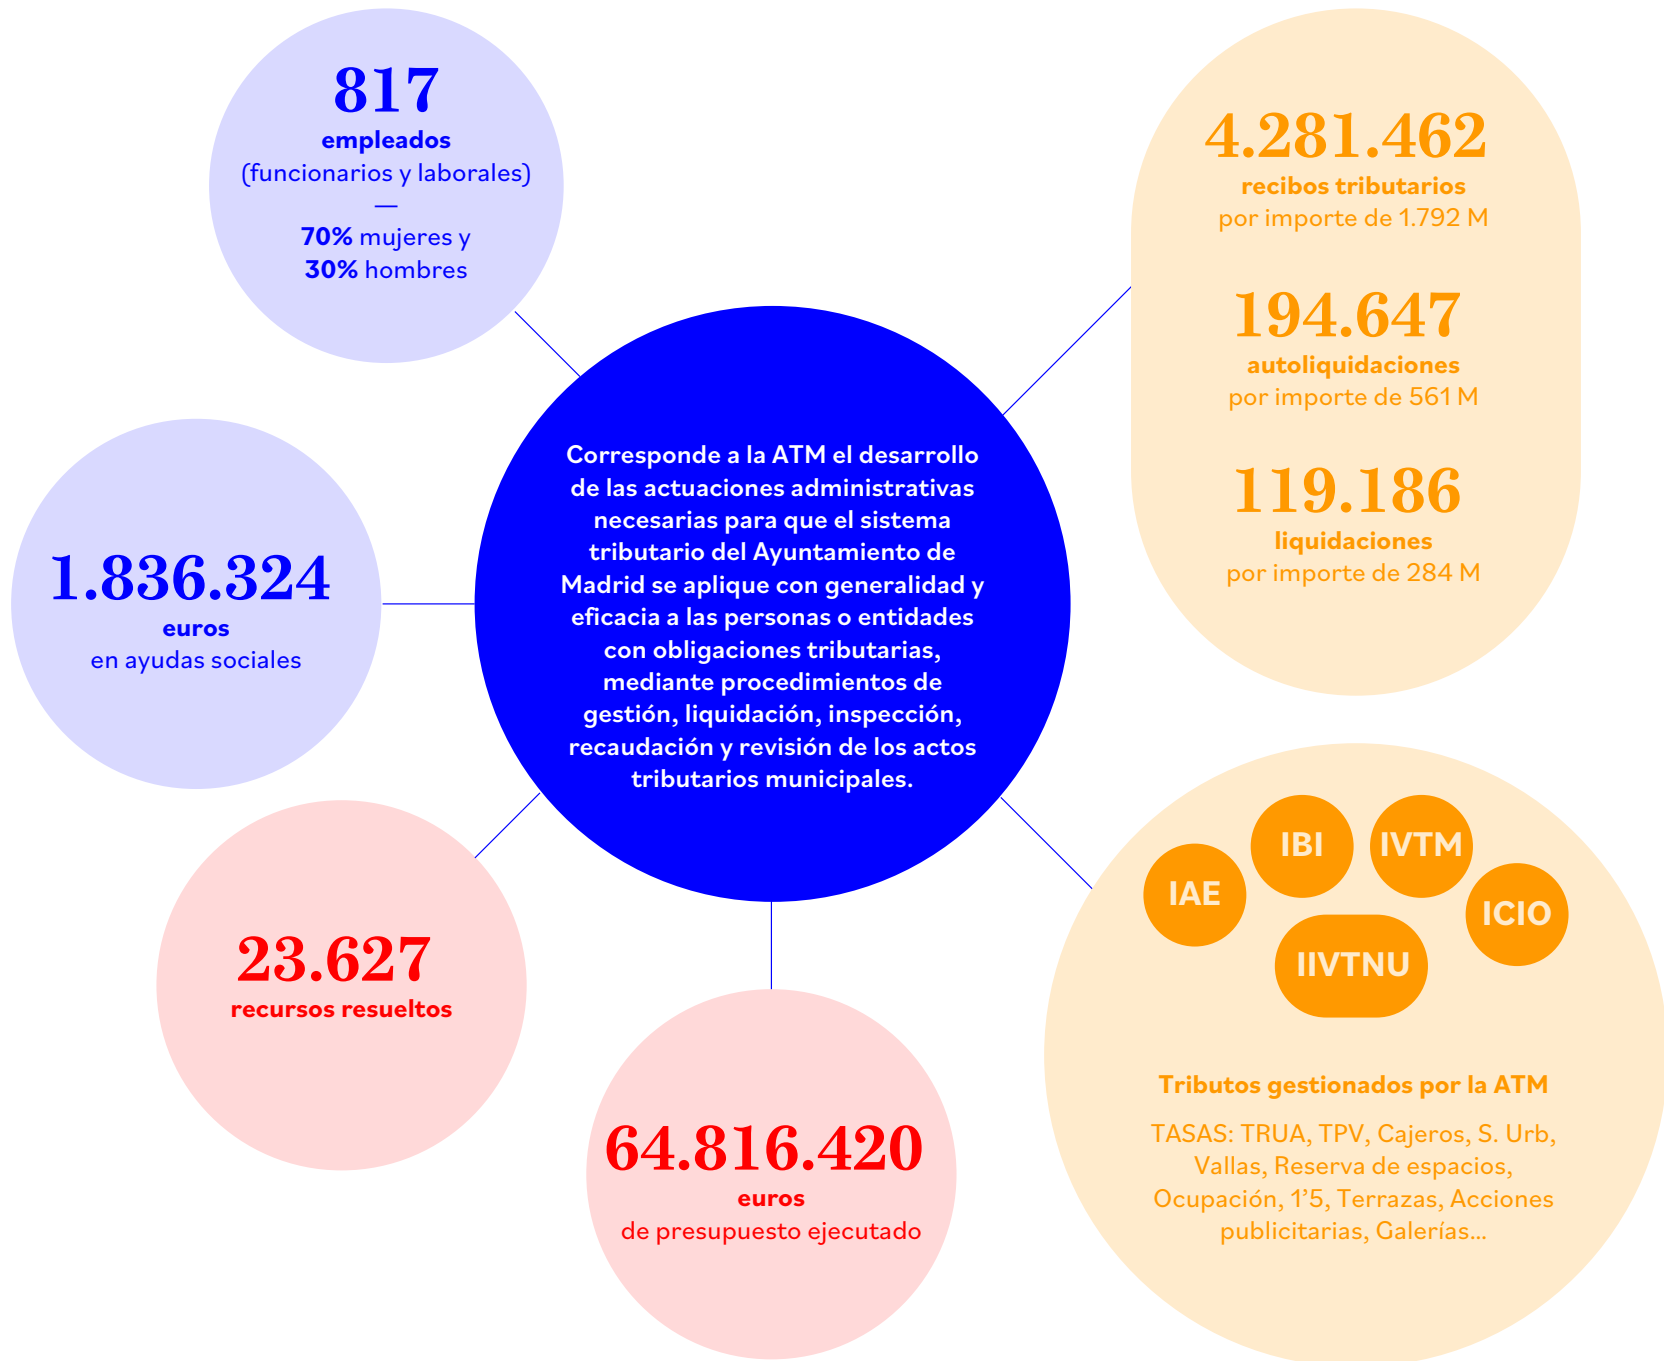 817
empleados
(funcionarios y laborales)
—
70% mujeres y
30% hombres
4.281.462
recibos tributarios
por importe de 1.792 M
194.647
autoliquidaciones
por importe de 561 M
119.186
liquidaciones
por importe de 284 M
Corresponde a la ATM el desarrollo
de las actuaciones administrativas
necesarias para que el sistema
tributario del Ayuntamiento de
Madrid se aplique con generalidad y
eficacia a las personas o entidades
con obligaciones tributarias,
mediante procedimientos de
gestión, liquidación, inspección,
recaudación y revisión de los actos
tributarios municipales.
1.836.324
euros
en ayudas sociales
23.627
recursos resueltos
64.816.420
euros
de presupuesto ejecutado
IAE
IBI
IVTM
ICIO
IIVTNU
Tributos gestionados por la ATM
TASAS: TRUA, TPV, Cajeros, S. Urb,
Vallas, Reserva de espacios,
Ocupación, 1’5, Terrazas, Acciones
publicitarias, Galerías...